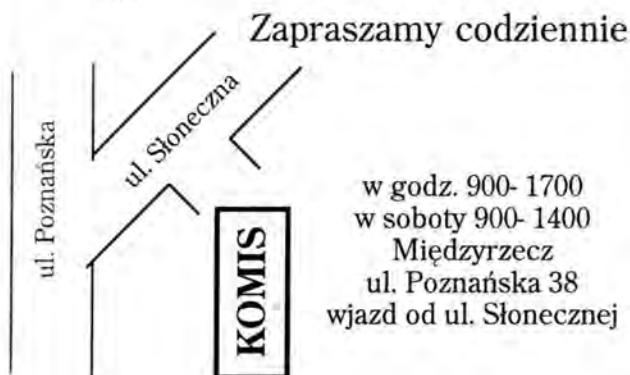 Zapraszamy codziennie
ul. Poznańska
ul. Słoneczna
KOMIS
w godz. 900- 1700
w soboty 900- 1400
Międzyrzecz
ul. Poznańska 38
wjazd od ul. Słonecznej